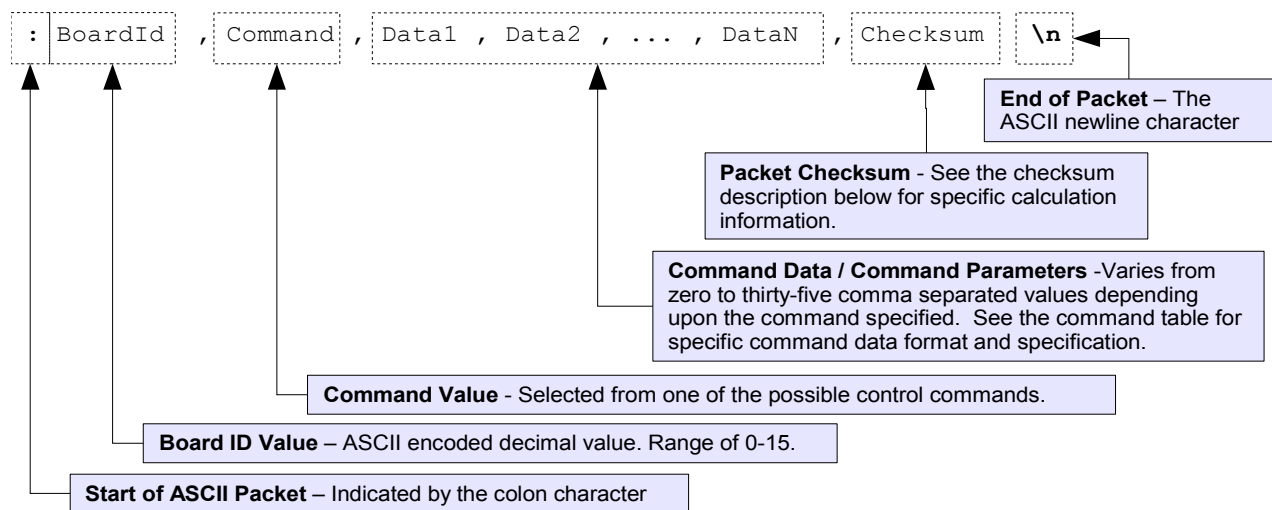 : BoardId , Command , Data1 , Data2 , ... , DataN , Checksum \n
End of Packet – The
ASCII newline character
Packet Checksum - See the checksum
description below for specific calculation
information.
Command Data / Command Parameters -Varies from
zero to thirty-five comma separated values depending
upon the command specified. See the command table for
specific command data format and specification.
Command Value - Selected from one of the possible control commands.
Board ID Value – ASCII encoded decimal value. Range of 0-15.
Start of ASCII Packet – Indicated by the colon character